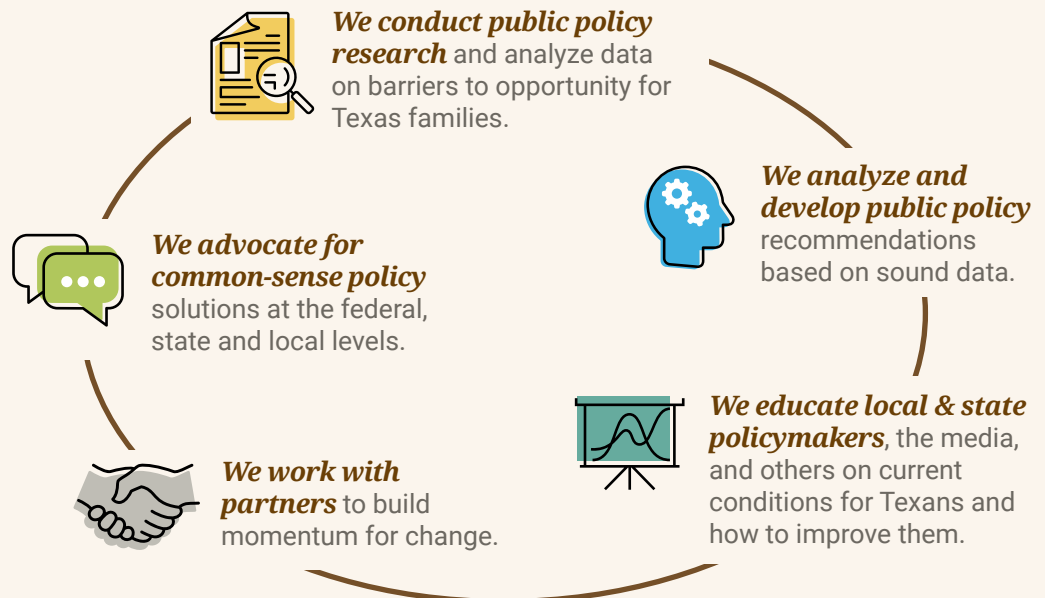 We conduct public policy
research and analyze data
on barriers to opportunity for
Texas families.
We analyze and
develop public policy
recommendations
based on sound data.
We educate local & state
policymakers, the media,
and others on current
conditions for Texans and
how to improve them.
We work with
partners to build
momentum for change.
We advocate for
common-sense policy
solutions at the federal,
state and local levels.